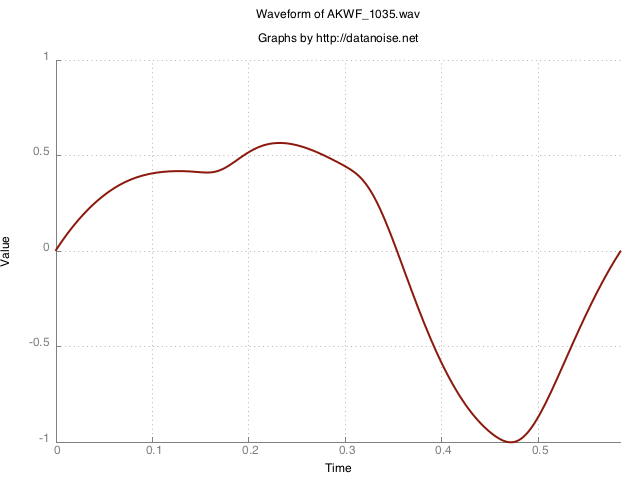 Waveform of AKWF_1035.wav
Graphs by http://datanoise.net
1
0.5
0
-0.5
-1
Value
0 0.1 0.2 0.3 0.4 0.5
Time